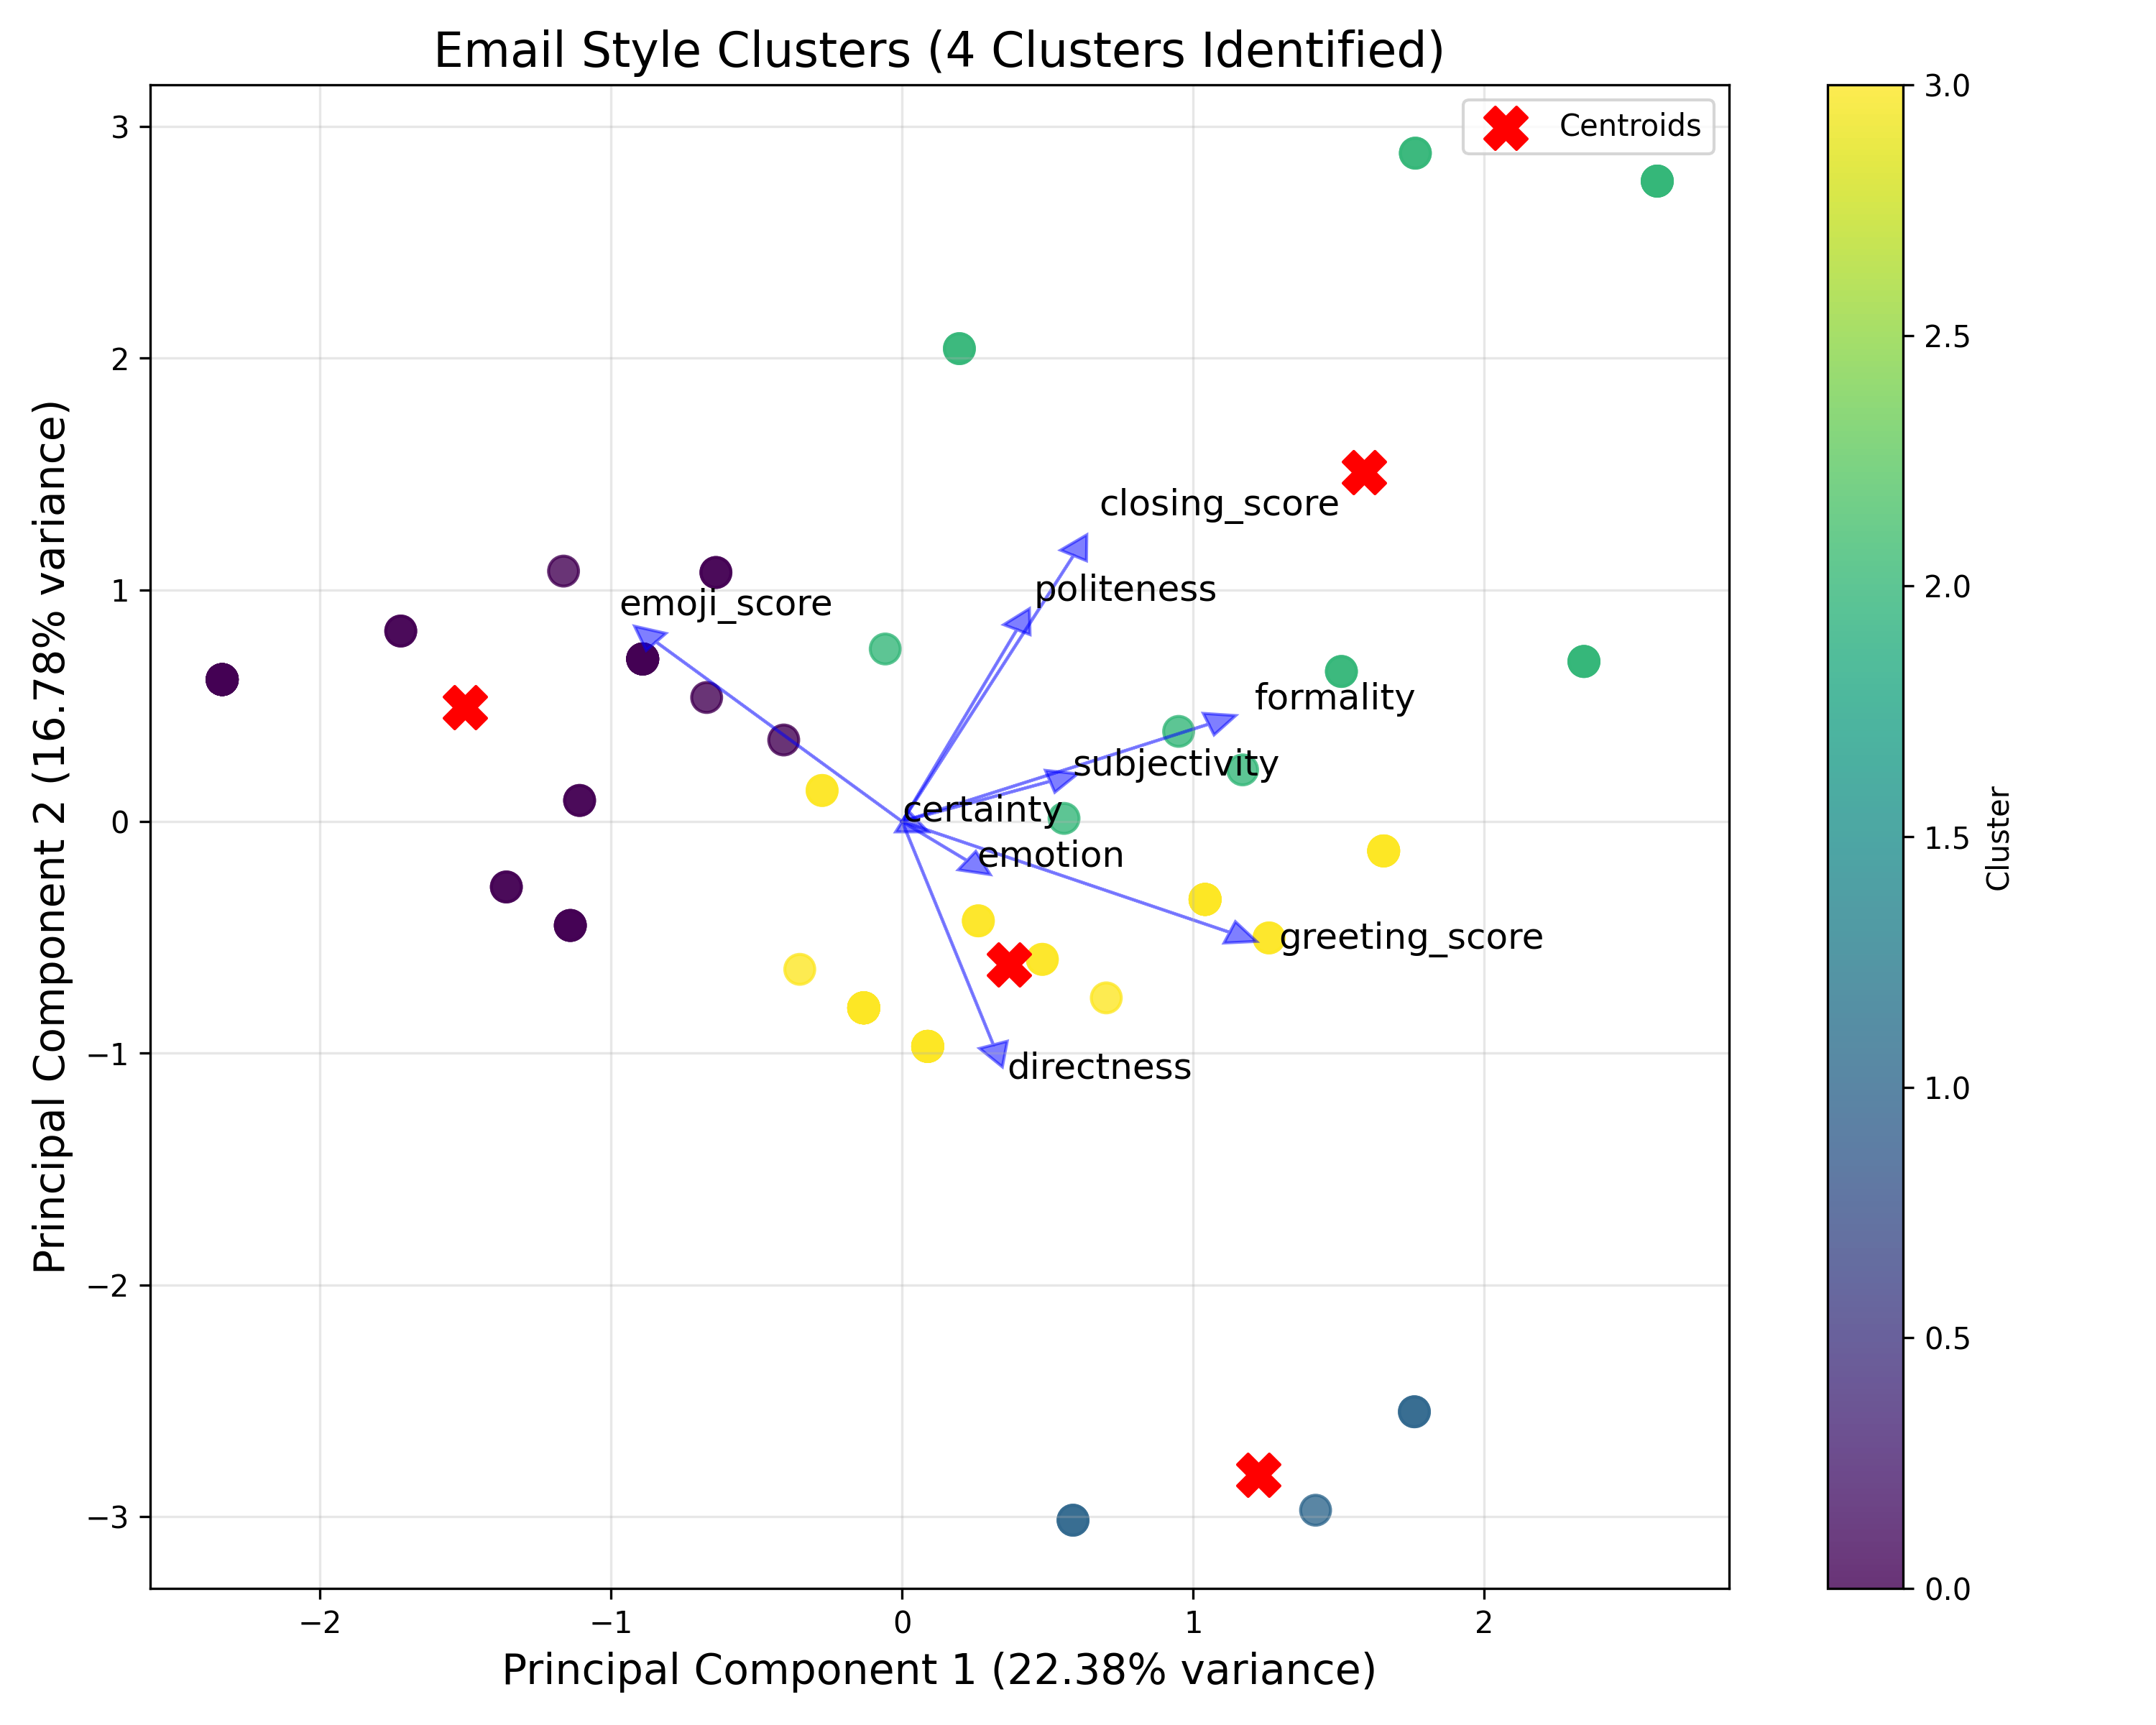 Email Style Clusters (4 Clusters Identified)
Centroids
3
2
1
0
−1
−2
−3
Principal Component 2 (16.78% variance)
closing_score
politeness
emoji_score
formality
subjectivity
certainty
emotion
greeting_score
directness
−2
−1
0
1
2
Principal Component 1 (22.38% variance)
3.0
2.5
2.0
1.5
1.0
0.5
0.0
Cluster